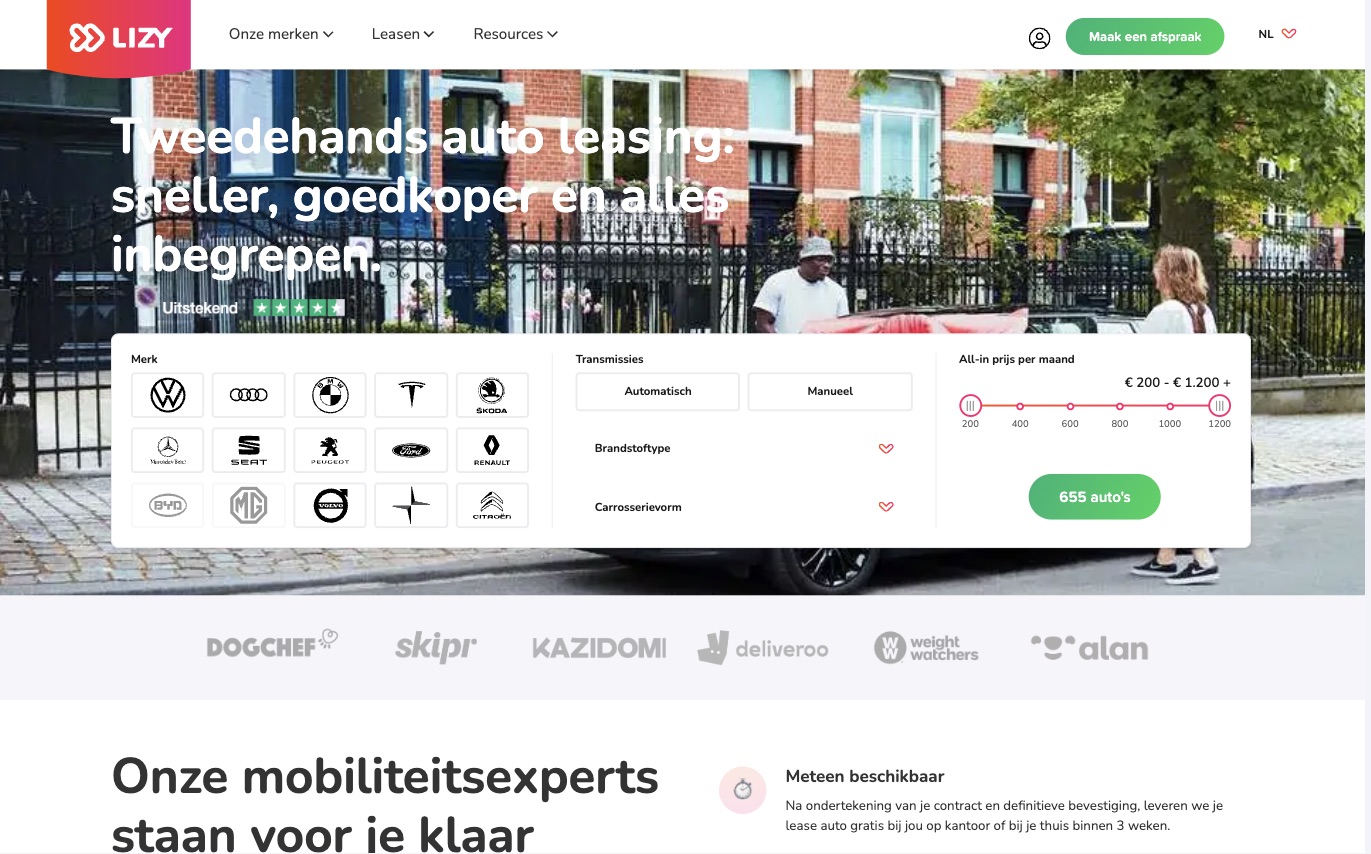 LIZY
Onze merken
Leasen
Resources
Maak een afspraak
NL
Tweedehands auto leasing:
sneller, goedkoper en alles
inbegrepen.
Uitstekend
Merk
Transmissies
All-in prijs per maand
€ 200 - € 1.200 +
BMW
ŠKODA
Automatisch
Manueel
200
400
600
800
1000
1200
Mercedes-Benz
SEAT
PEUGEOT
Ford
RENAULT
Brandstoftype
BYD
MG
VOLVO
CITROËN
Carrosserievorm
655 auto's
DOGCHEF
skipr
KAZIDOMI
deliveroo
WW weight
watchers
alan
Onze mobiliteitsexperts
staan voor je klaar
Meteen beschikbaar
Na ondertekening van je contract en definitieve bevestiging, leveren we je
lease auto gratis bij jou op kantoor of bij je thuis binnen 3 weken.